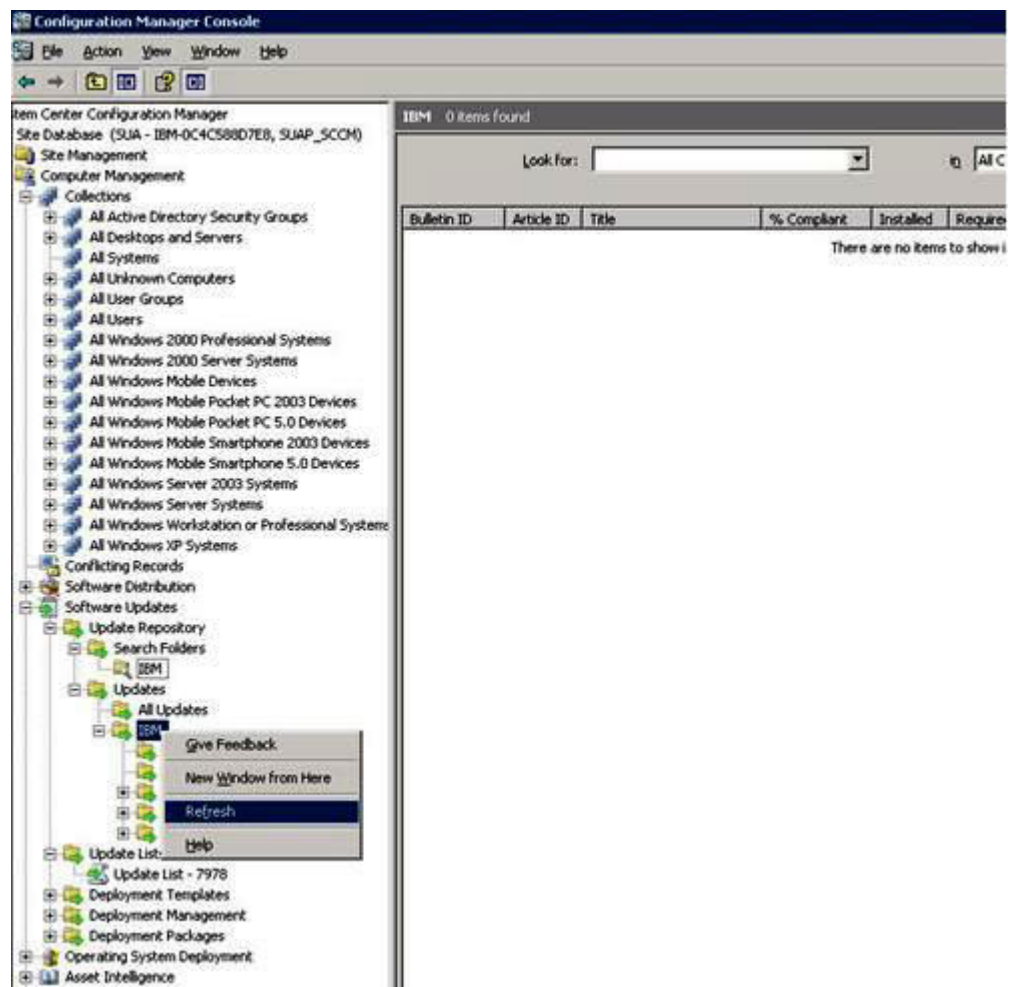 Configuration Manager Console
File Action View Window Help
tem Center Configuration Manager
Site Database (SUA - IBM-0C4C588D7E8, SUAP_SCCM)
Site Management
Computer Management
Collections
All Active Directory Security Groups
All Desktops and Servers
All Systems
All Unknown Computers
All User Groups
All Users
All Windows 2000 Professional Systems
All Windows 2000 Server Systems
All Windows Mobile Devices
All Windows Mobile Pocket PC 2003 Devices
All Windows Mobile Pocket PC 5.0 Devices
All Windows Mobile Smartphone 2003 Devices
All Windows Mobile Smartphone 5.0 Devices
All Windows Server 2003 Systems
All Windows Server Systems
All Windows Workstation or Professional Systems
All Windows XP Systems
Conflicting Records
Software Distribution
Software Updates
Update Repository
Search Folders
IBM
Updates
All Updates
IBM
Give Feedback
New Window from Here
Refresh
Help
Update List
Update List - 7978
Deployment Templates
Deployment Management
Deployment Packages
Operating System Deployment
Asset Intelligence
IBM 0 items found
Look for: in All C
Bulletin ID Article ID Title % Compliant Installed Require
There are no items to show i